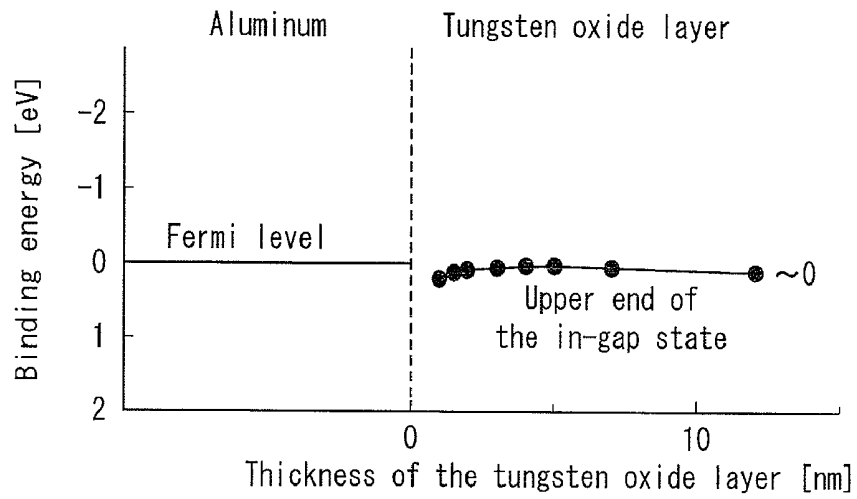 Aluminum
Tungsten oxide layer
Binding energy [eV]
-2
-1
0
1
2
Fermi level
~0
Upper end of
the in-gap state
0
10
Thickness of the tungsten oxide layer [nm]